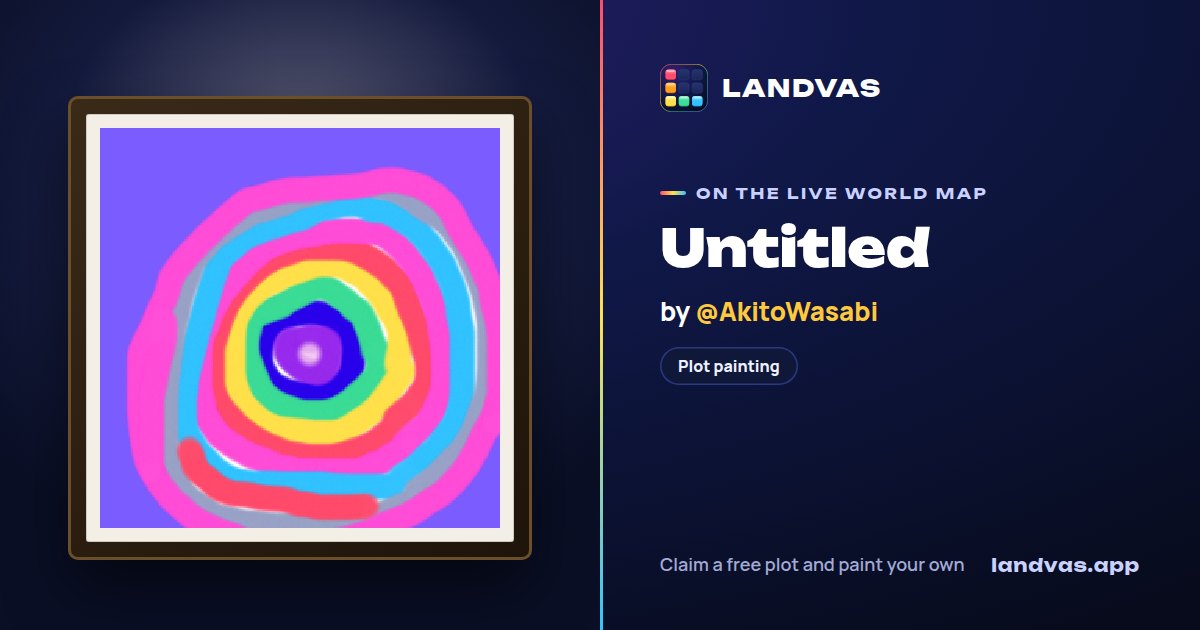 LANDVAS
ON THE LIVE WORLD MAP
Untitled
by @AkitoWasabi
Plot painting
Claim a free plot and paint your own landvas.app